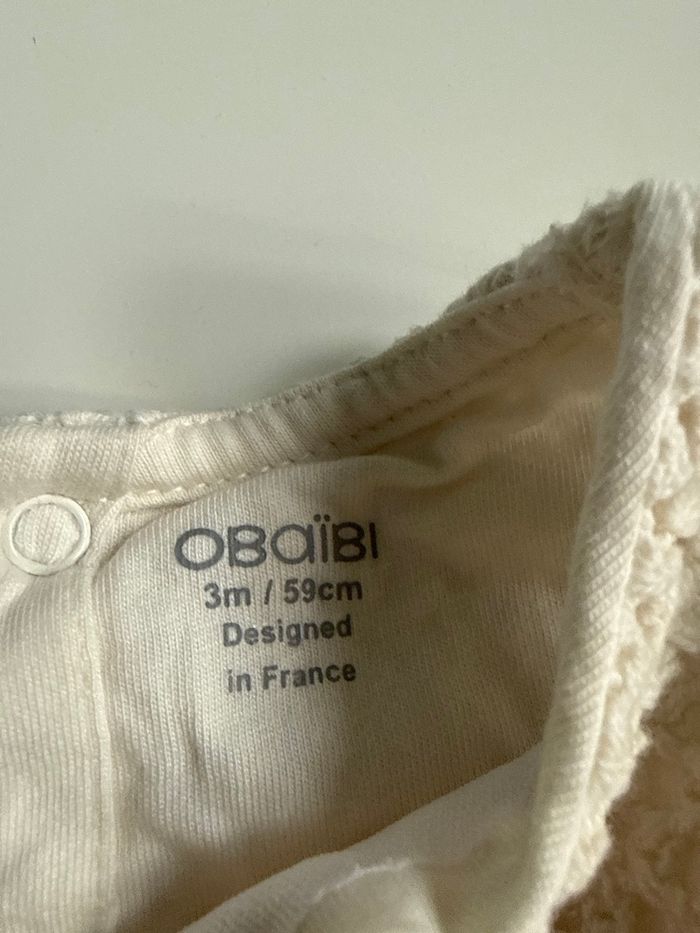 OBaïBI
3m / 59cm
Designed
in France